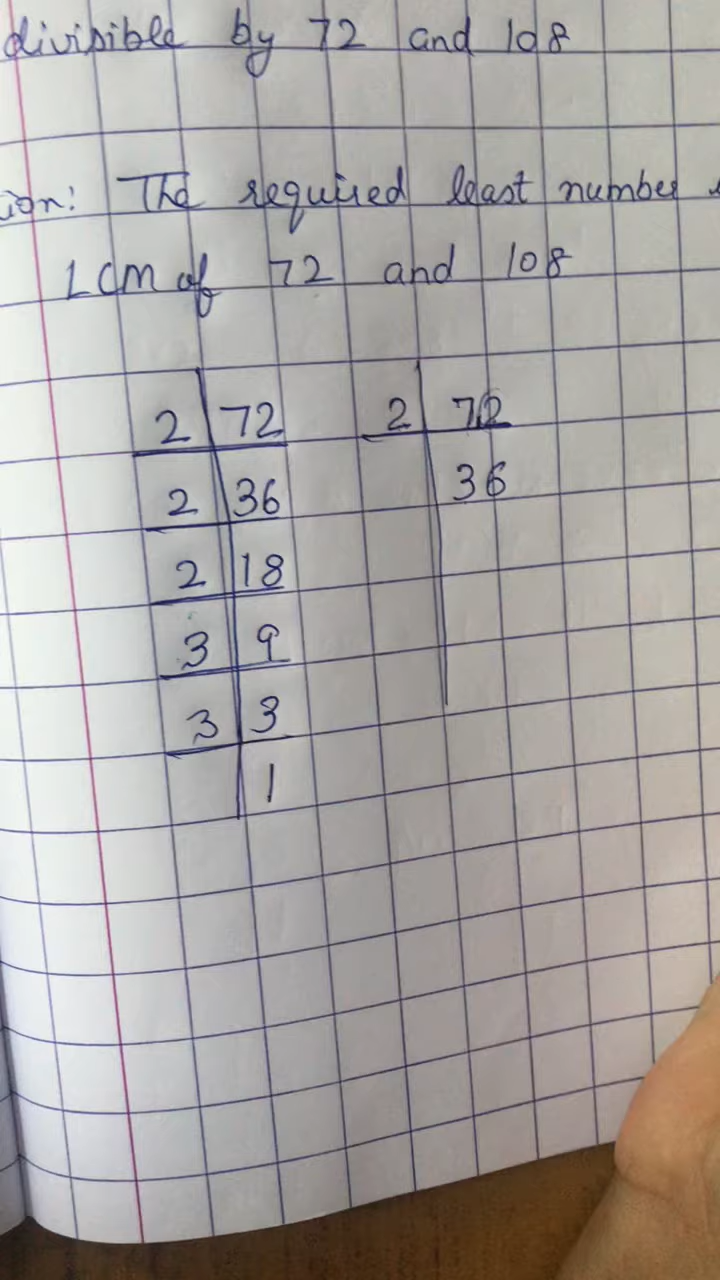 divisible by 72 and 108
ion: The required least number
LCM of 72 and 108
2 72 2 72
2 36 36
2 18
3 9
3 3
1